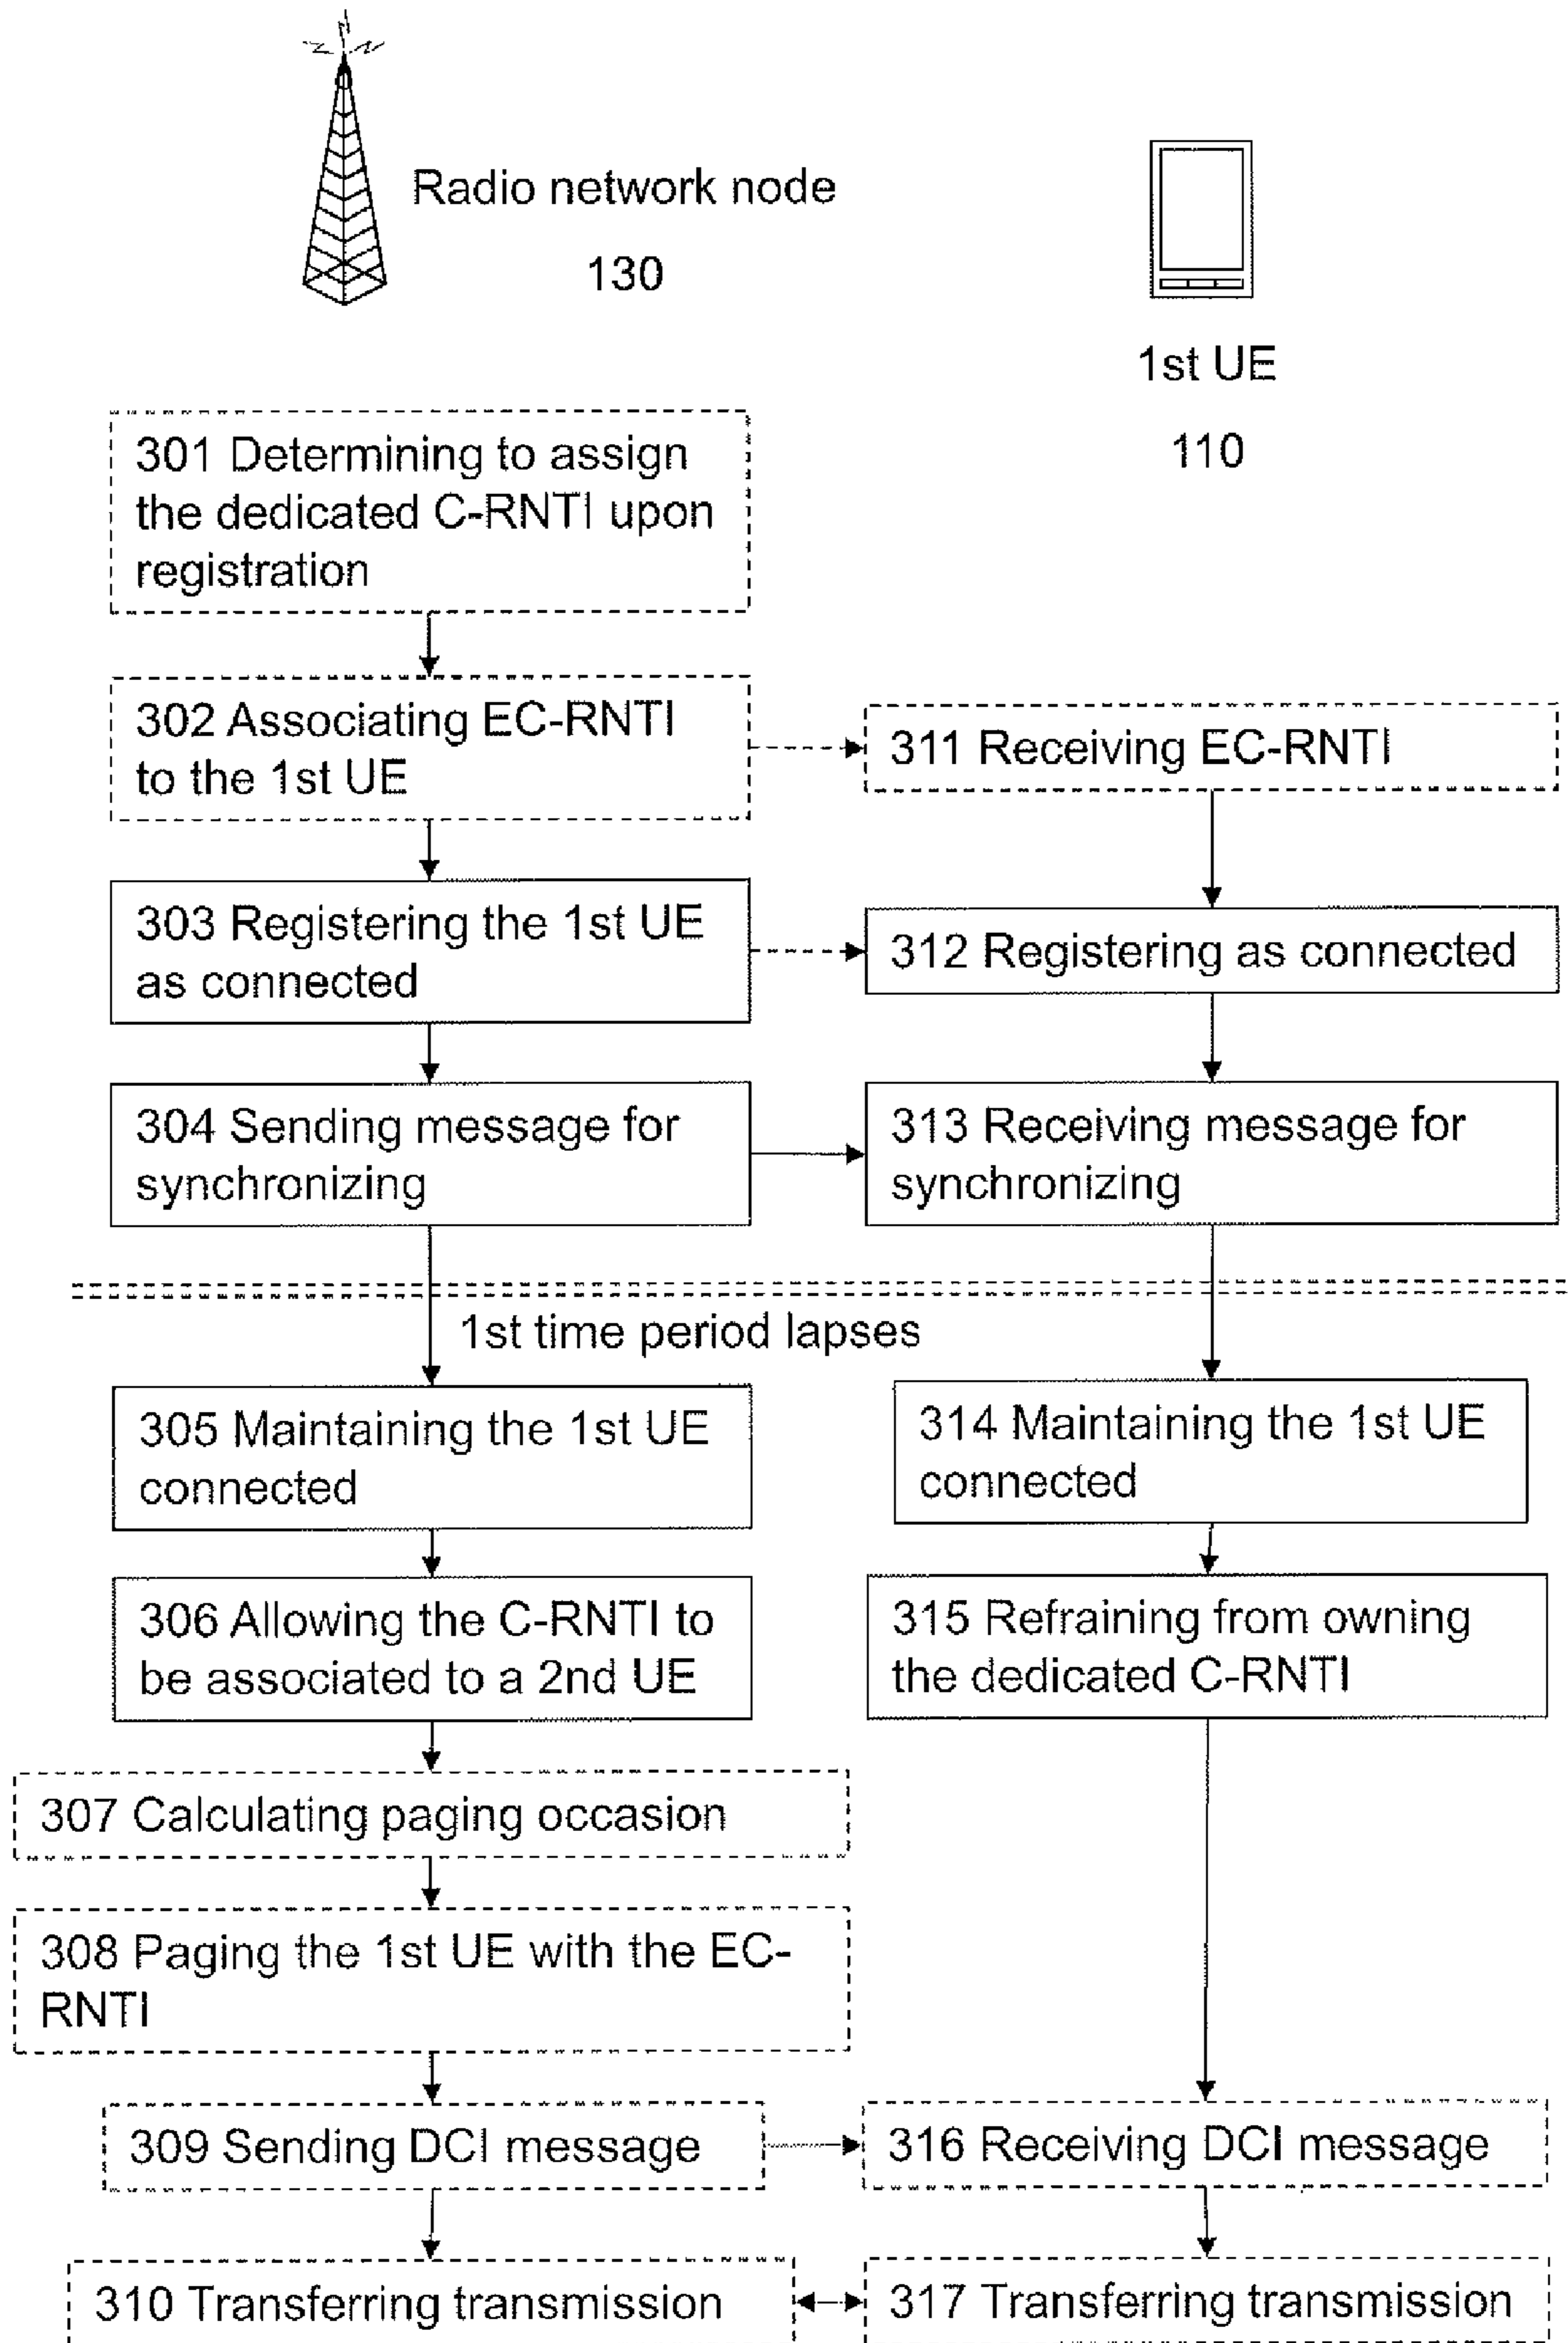 Radio network node
130
1st UE
110
301 Determining to assign
the dedicated C-RNTI upon
registration
302 Associating EC-RNTI
to the 1st UE
311 Receiving EC-RNTI
303 Registering the 1st UE
as connected
312 Registering as connected
304 Sending message for
synchronizing
313 Receiving message for
synchronizing
1st time period lapses
305 Maintaining the 1st UE
connected
314 Maintaining the 1st UE
connected
306 Allowing the C-RNTI to
be associated to a 2nd UE
315 Refraining from owning
the dedicated C-RNTI
307 Calculating paging occasion
308 Paging the 1st UE with the EC-
RNTI
309 Sending DCI message
316 Receiving DCI message
310 Transferring transmission
317 Transferring transmission